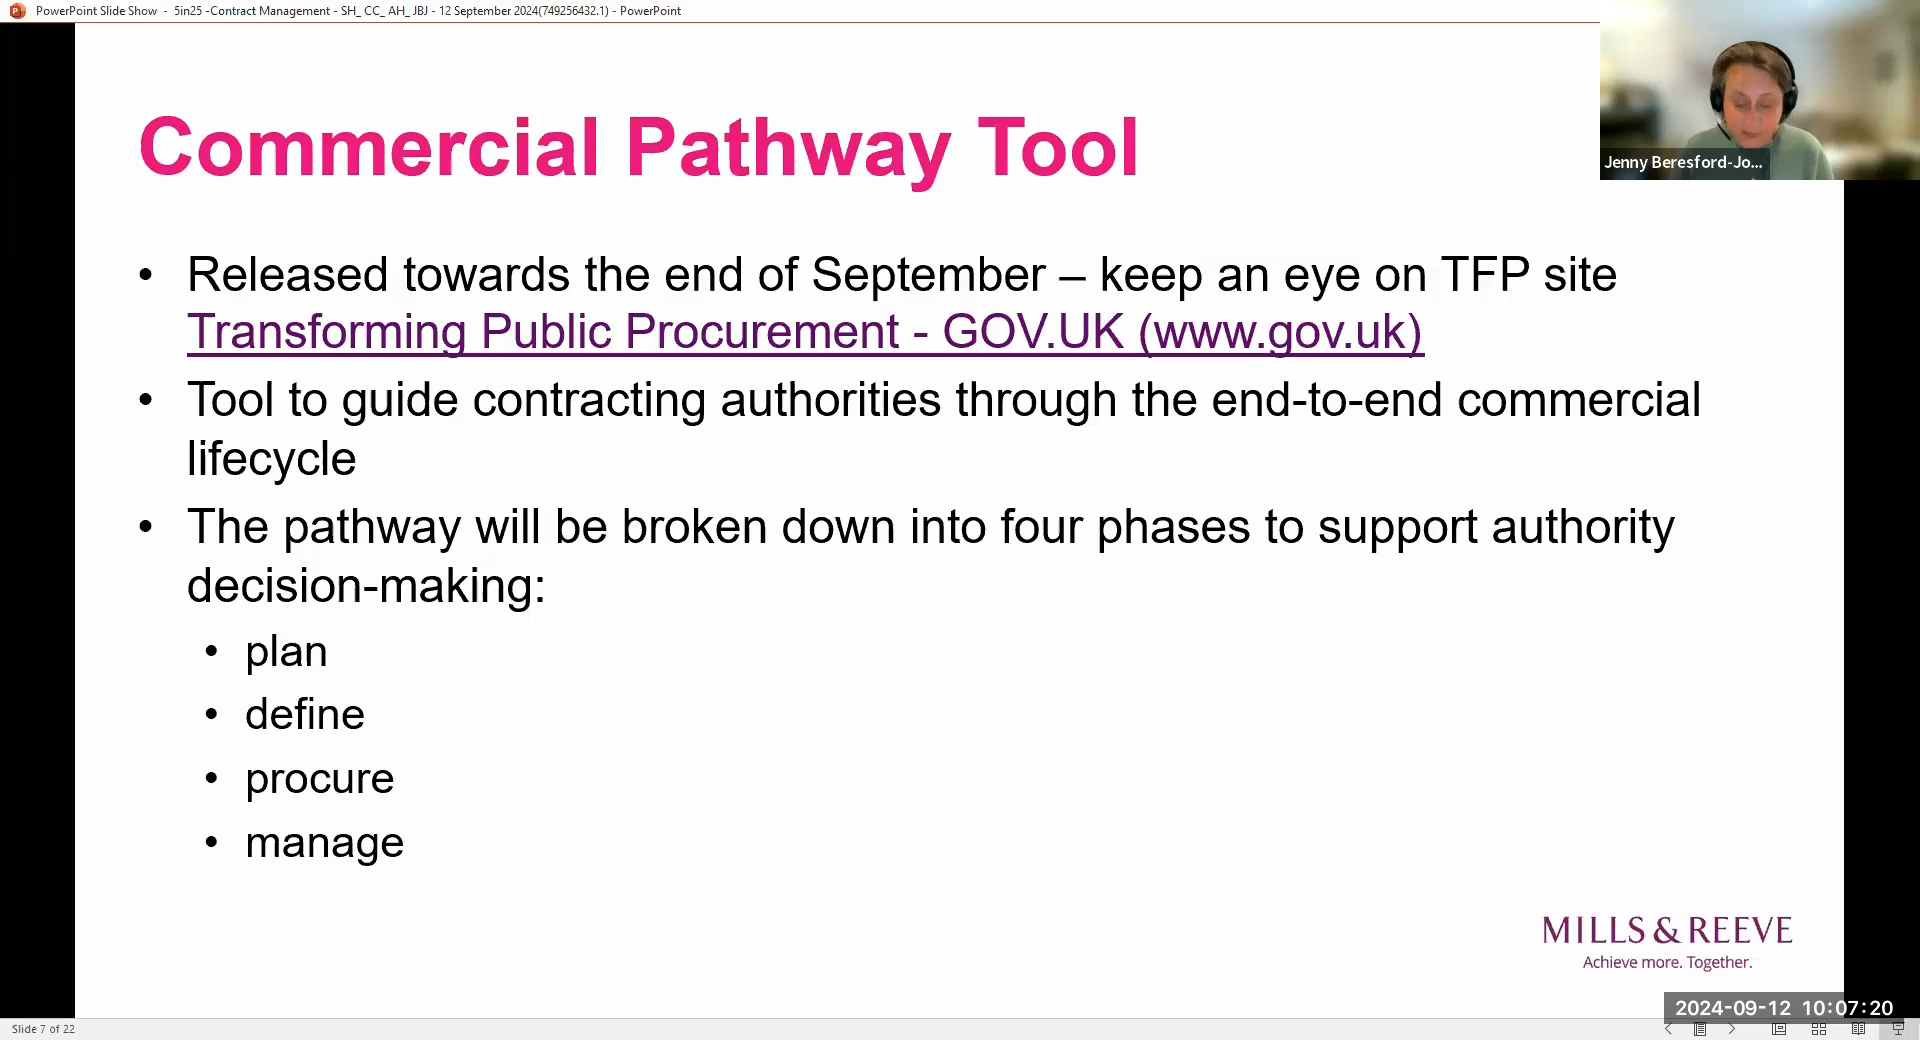 PowerPoint Slide Show - 5in25 -Contract Management - SH_ CC_ AH_ JBJ - 12 September 2024(749256432.1) - PowerPoint
Jenny Beresford-Jo...
Commercial Pathway Tool
• Released towards the end of September – keep an eye on TFP site
Transforming Public Procurement - GOV.UK (www.gov.uk)
• Tool to guide contracting authorities through the end-to-end commercial
lifecycle
• The pathway will be broken down into four phases to support authority
decision-making:
• plan
• define
• procure
• manage
MILLS & REEVE
Achieve more. Together.
2024-09-12 10:07:20
Slide 7 of 22